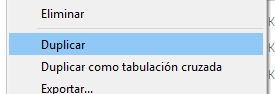 Eliminar
K
Duplicar
K
Duplicar como tabulación cruzada
K
Exportar...